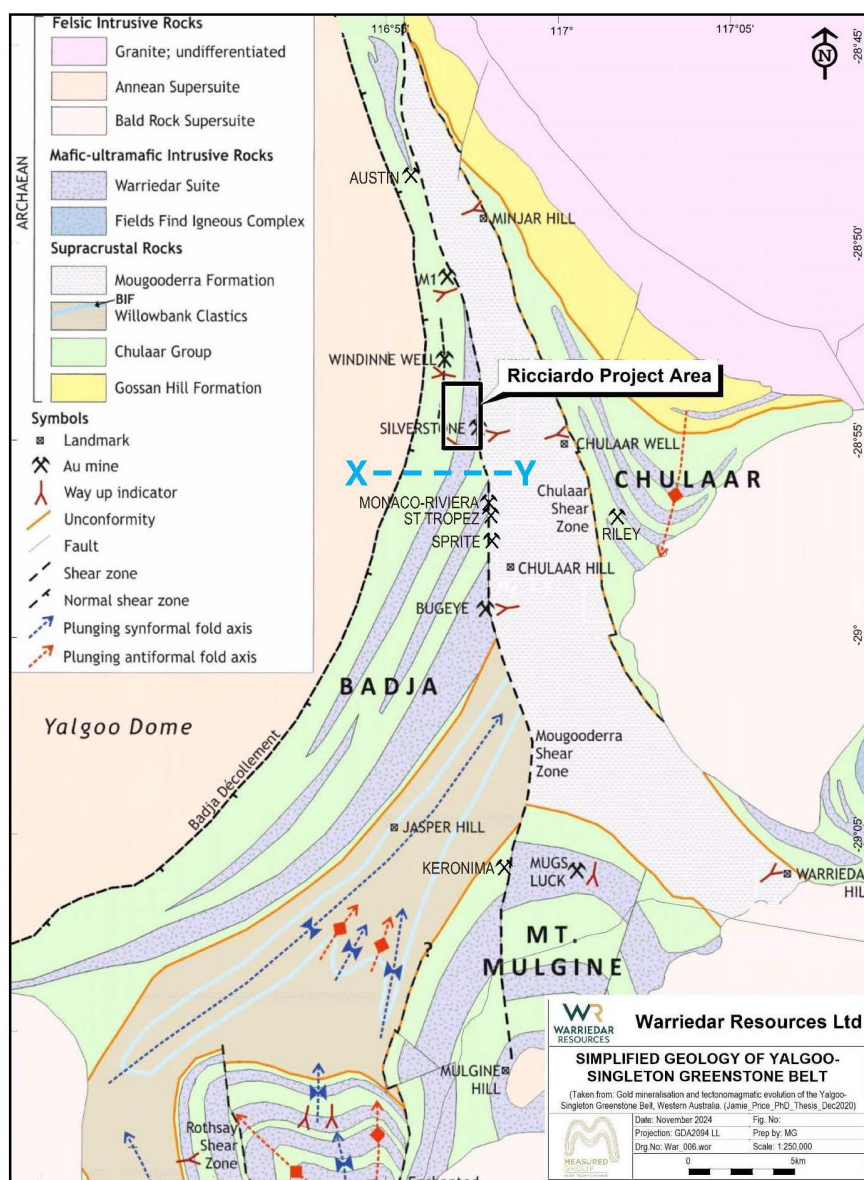 Felsic Intrusive Rocks
Granite; undifferentiated
Annean Supersuite
Bald Rock Supersuite
Mafic-ultramafic Intrusive Rocks
Warriedar Suite
Fields Find Igneous Complex
Supracrustal Rocks
Mougooderra Formation
BIF
Willowbank Clastics
Chulaar Group
Gossan Hill Formation
ARCHAEAN
Symbols
Landmark
Au mine
Way up indicator
Unconformity
Fault
Shear zone
Normal shear zone
Plunging synformal fold axis
Plunging antiformal fold axis
116°55'
117°
117°05'
N
-28°45'
-28°50'
-28°55'
-29°
-29°05'
AUSTIN
MINJAR HILL
M1
WINDINNE WELL
Ricciardo Project Area
SILVERSTONE
CHULAAR WELL
CHULAAR
X
Y
MONACO-RIVIERA
ST TROPEZ
Chulaar
Shear
Zone
RILEY
SPRITE
CHULAAR HILL
BUGEYE
BADJA
Yalgoo Dome
Mougooderra
Shear
Zone
Badja Décollement
JASPER HILL
KERONIMA
MUGS
LUCK
WARRIEDA
HIL
?
MT.
MULGINE
MULGINE
HILL
Rothsay
Shear
Zone
WR
WARRIEDAR
RESOURCES
Warriedar Resources Ltd
SIMPLIFIED GEOLOGY OF YALGOO-
SINGLETON GREENSTONE BELT
(Taken from: Gold mineralisation and tectonomagmatic evolution of the Yalgoo-
Singleton Greenstone Belt, Western Australia. (Jamie_Price_PhD_Thesis_Dec2020)
Date: November 2024
Fig. No:
Projection: GDA2094 LL
Prep by: MG
Drg.No: War_006.wor
Scale: 1:250,000
0
5km
MEASURED
GROUP